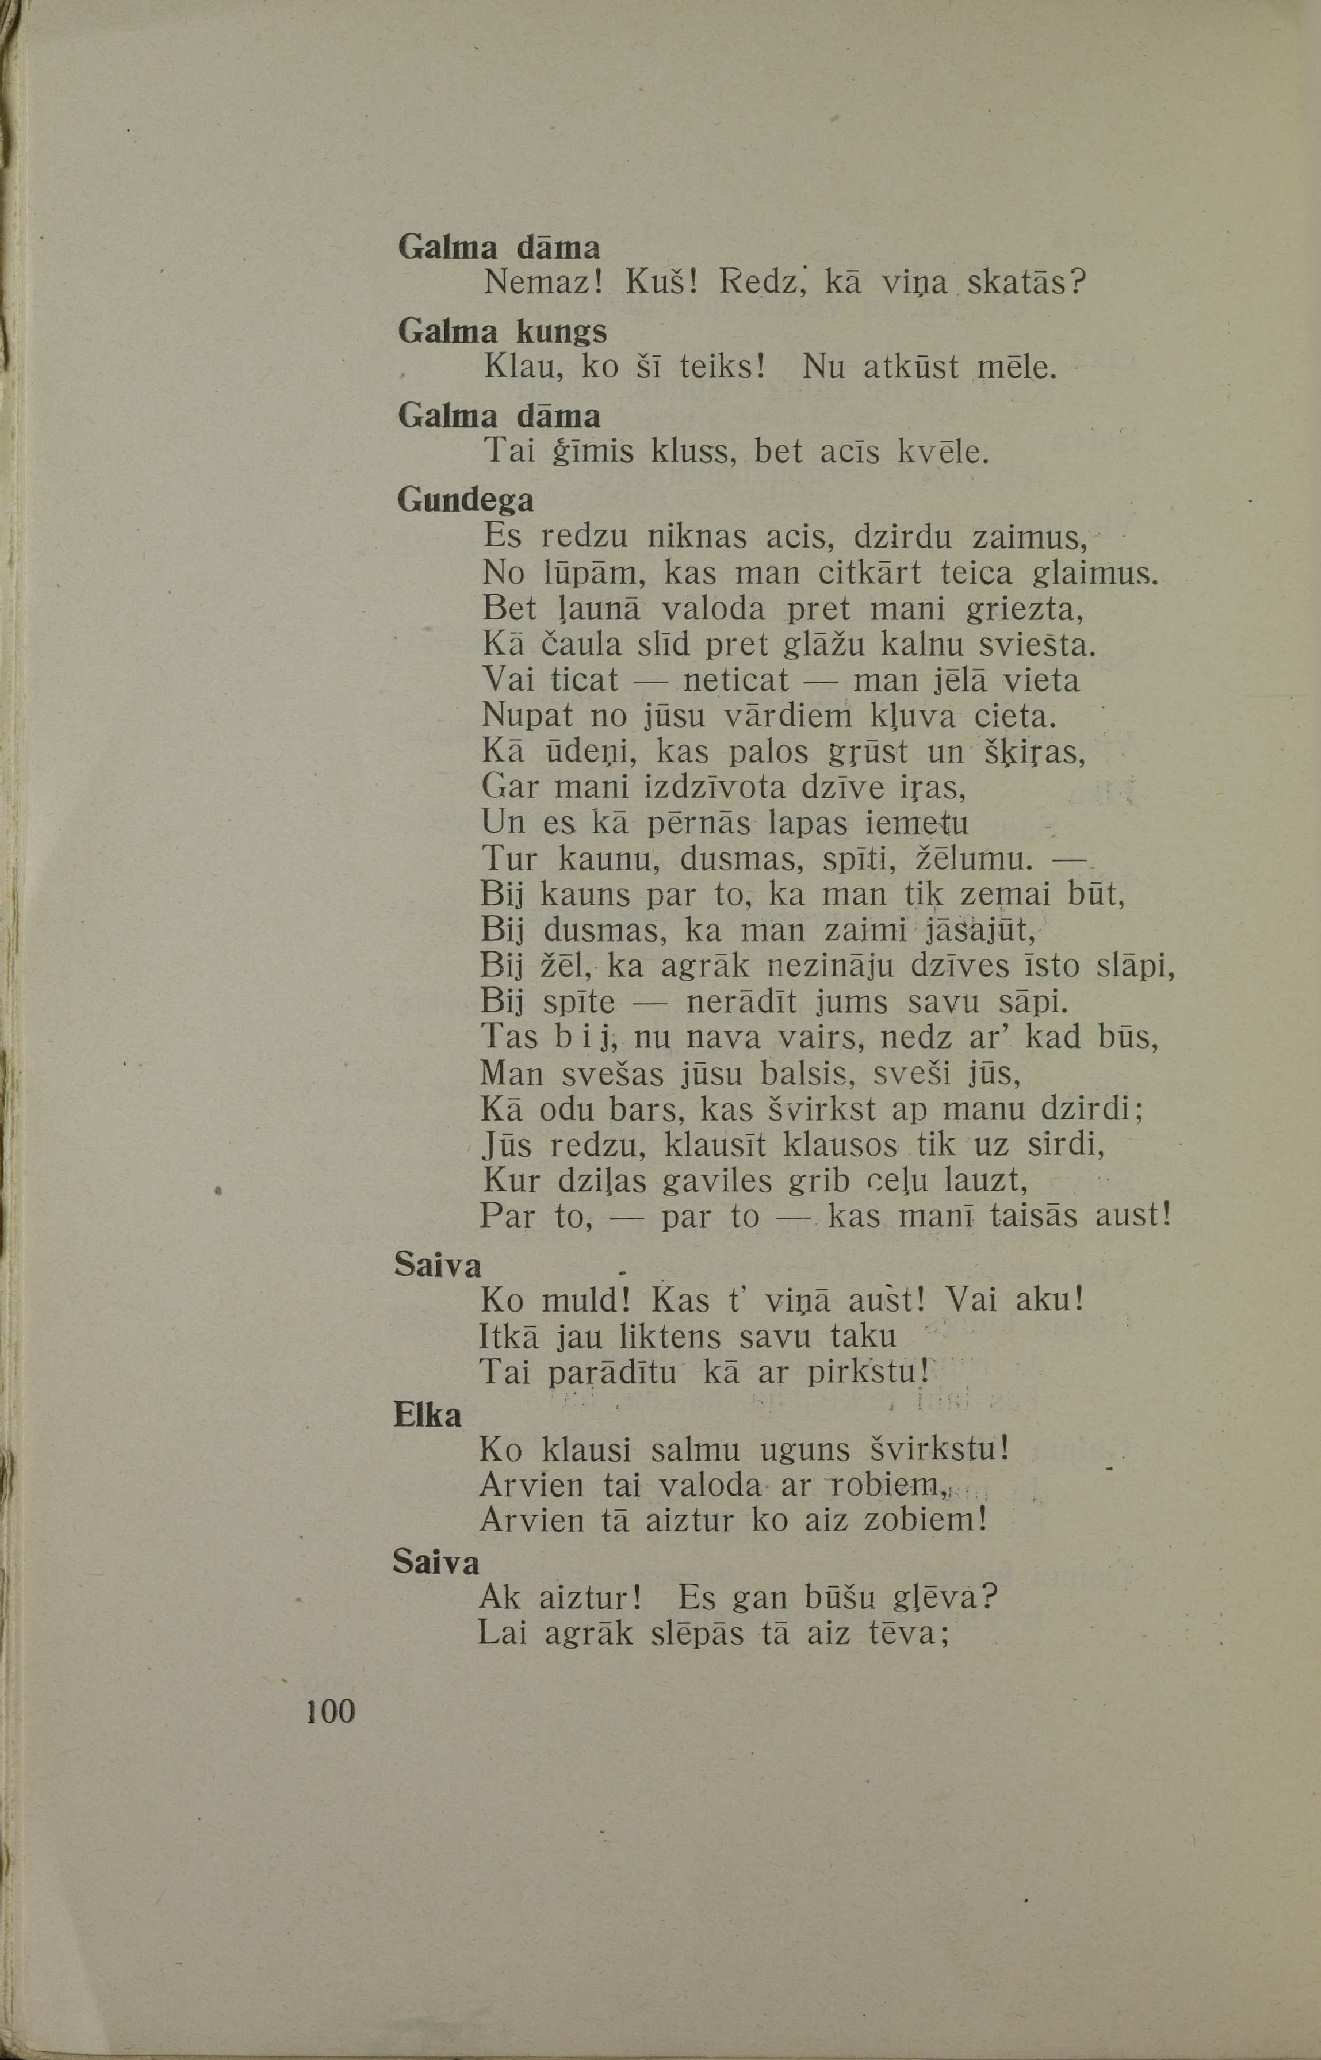 Galma dāma
Nemaz! Kuš! Redz, kā viņa skatās?
Galma kungs
Klau, ko šī teiks! Nu atkūst mēle.
Galma dāma
Tai ģīmis kluss, bet acīs kvēle.
Gundega
Es redzu niknas acis, dzirdu zaimus,
No lūpām, kas man citkārt teica glaimus.
Bet ļaunā valoda pret mani griezta,
Kā čaula slīd pret glāžu kalnu sviesta.
Vai ticat — neticat — man jēlā vieta
Nupat no jūsu vārdiem kļuva cieta.
Kā ūdeņi, kas palos gŗūst un šķiŗas,
Gar mani izdzīvota dzīve iŗas,
Un es kā pērnās lapas iemetu
Tur kaunu, dusmas, spīti, žēlumu. —
Bij kauns par to, ka man tiķ zemai būt,
Bij dusmas, ka man zaimi jāsajūt,
Bij žēl, ka agrāk nezināju dzīves īsto slāpi,
Bij spīte — nerādīt jums savu sāpi.
Tas b i j, nu nava vairs, nedz ar’ kad būs,
Man svešas jūsu balsis, sveši jūs,
Kā odu bars, kas švirkst ap manu dzirdi;
Jūs redzu, klausīt klausos tik uz sirdi,
Kur dziļas gaviles grib ceļu lauzt,
Par to, — par to — kas manī taisās aust!
Saiva
Ko muld! Kas t’ viņā aust! Vai aku!
Itkā jau liktens savu taku
Tai parādītu kā ar pirkstu!
Elka
Ko klausi salmu uguns švirkstu!
Arvien tai valoda ar robiem,
Arvien tā aiztur ko aiz zobiem!
Saiva
Ak aiztur! Es gan būšu gļēva?
Lai agrāk slēpās tā aiz tēva;
100